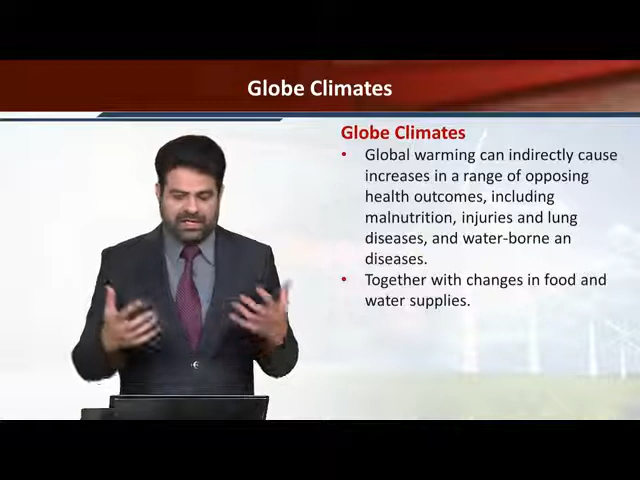 Globe Climates
Globe Climates
• Global warming can indirectly cause
increases in a range of opposing
health outcomes, including
malnutrition, injuries and lung
diseases, and water-borne an
diseases.
• Together with changes in food and
water supplies.